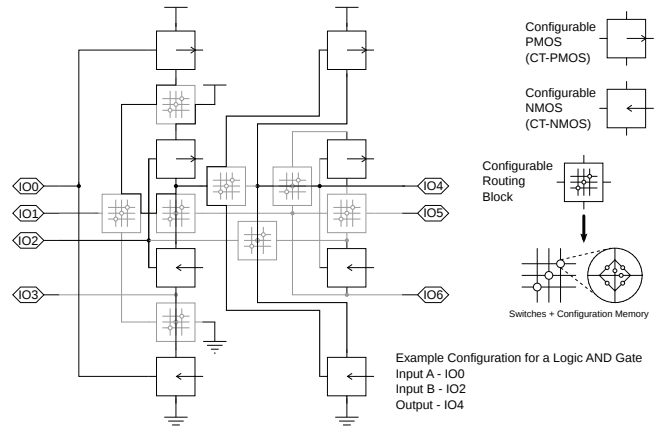 IO0
IO1
IO2
IO3
IO4
IO5
IO6
Configurable
PMOS
(CT-PMOS)
Configurable
NMOS
(CT-NMOS)
Configurable
Routing
Block
Switches + Configuration Memory
Example Configuration for a Logic AND Gate
Input A - IO0
Input B - IO2
Output - IO4